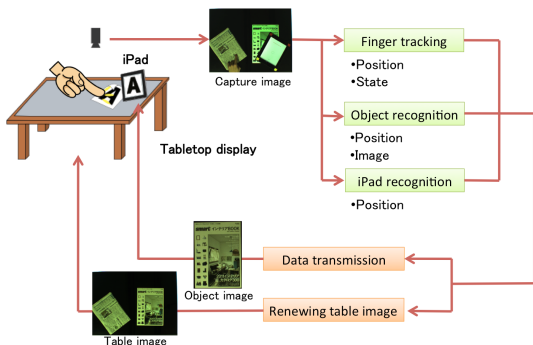 iPad
A
A
Capture image
Finger tracking
•Position
•State
Object recognition
•Position
•Image
iPad recognition
•Position
Tabletop display
Data transmission
Object image
Renewing table image
Table image